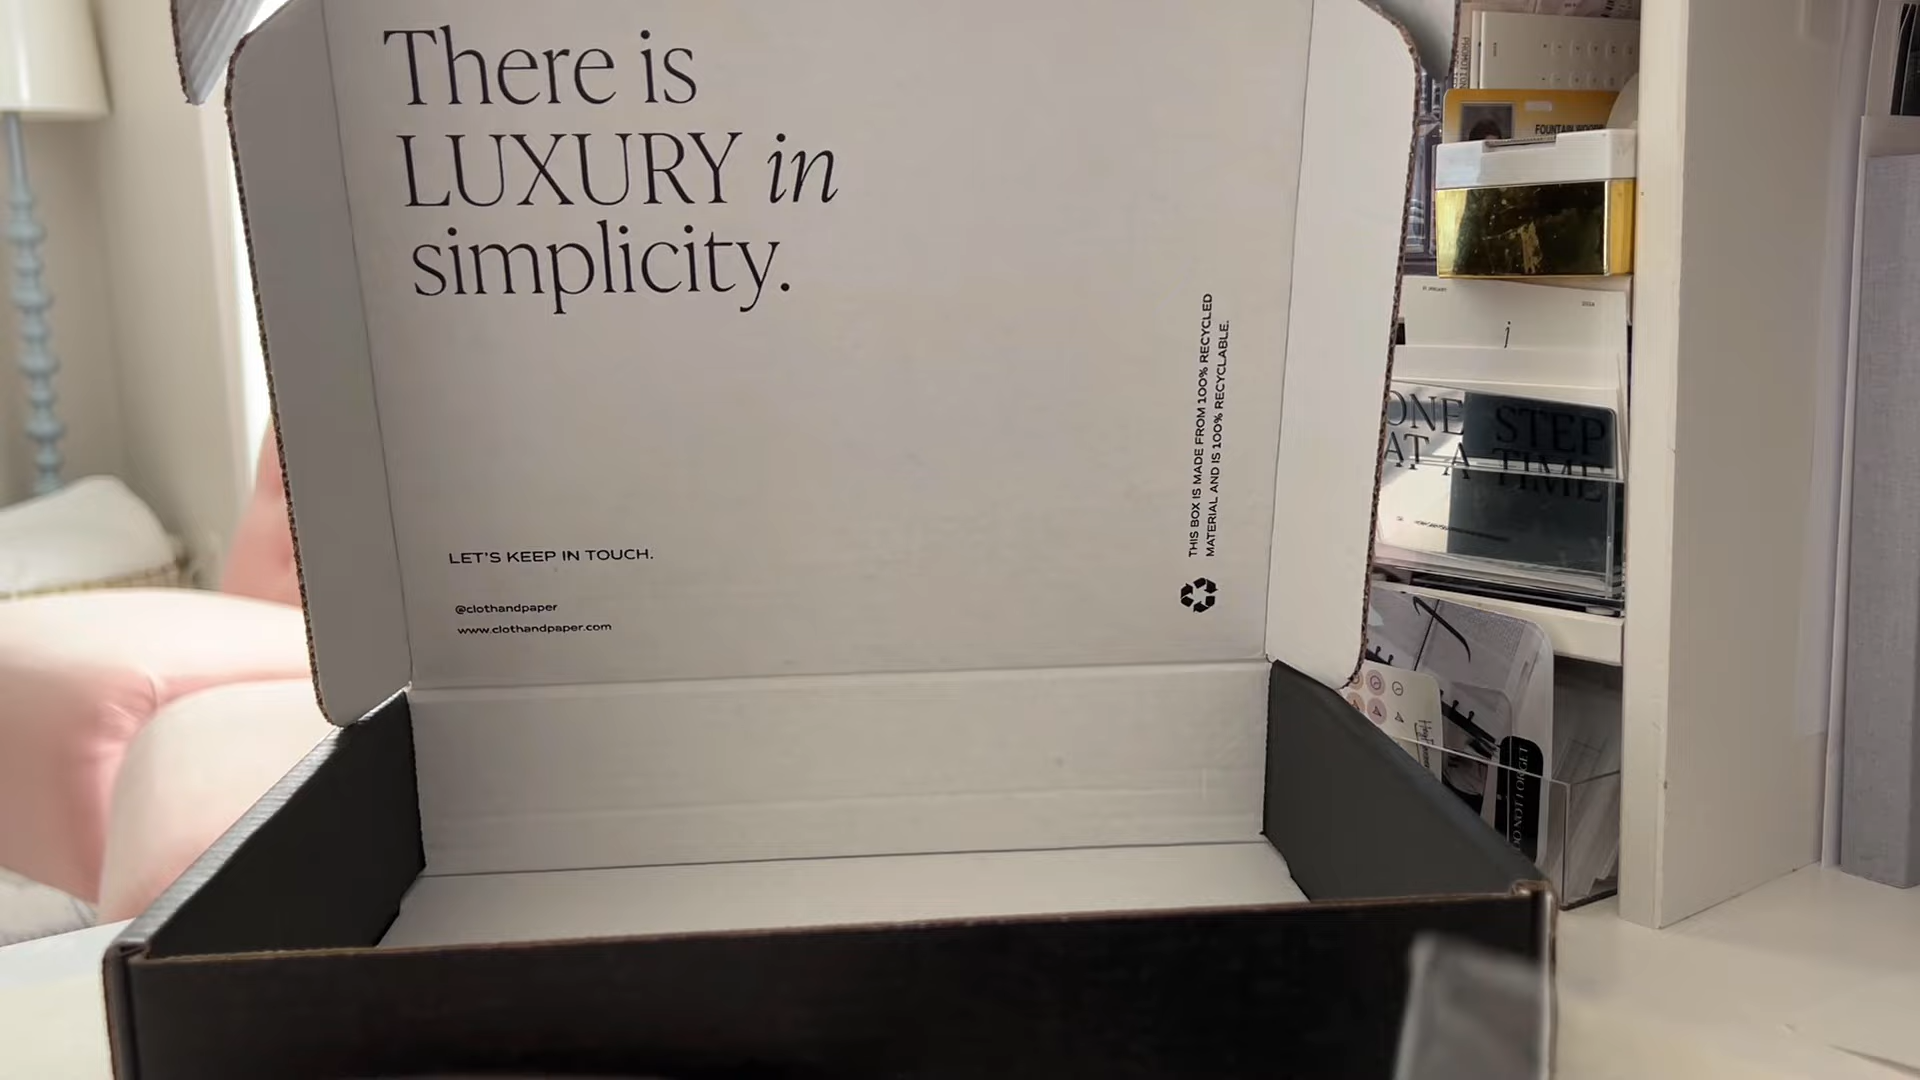 There is
LUXURY in
simplicity.
LET'S KEEP IN TOUCH.
@clothandpaper
www.clothandpaper.com
THIS BOX IS MADE FROM 100% RECYCLED
MATERIAL AND IS 100% RECYCLABLE.
FOUNTAIN
i
ONE STEP
AT A TIME
DO NOT FORGET